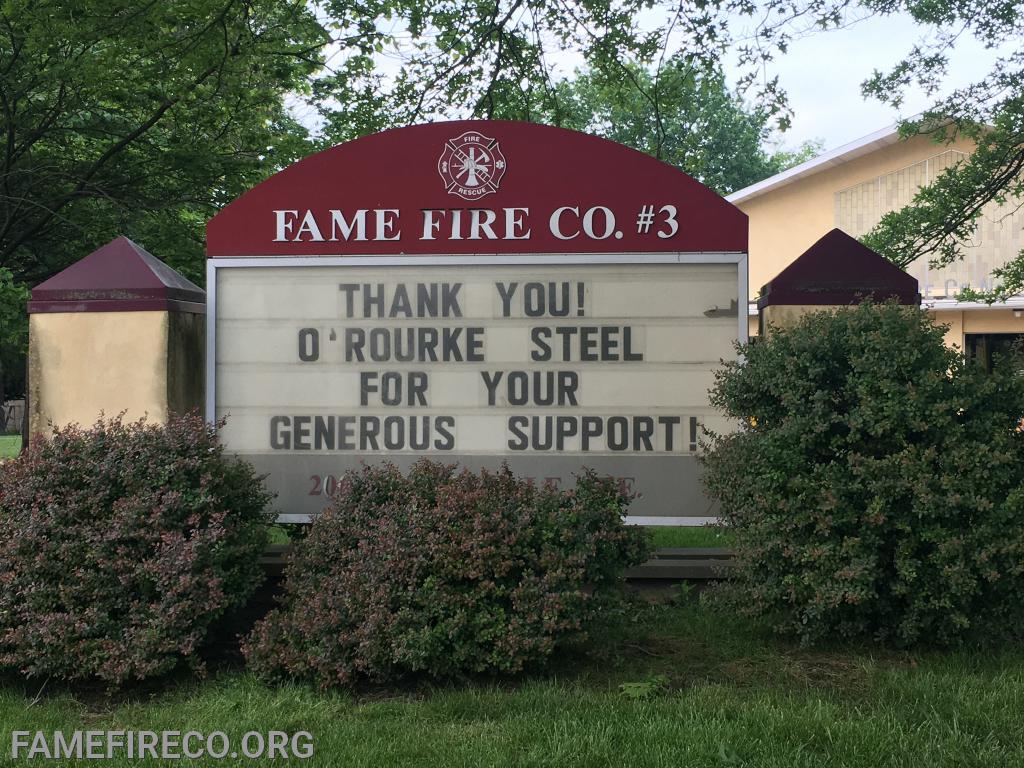 FIRE
RESCUE
FAME FIRE CO. #3
THANK YOU!
O'ROURKE STEEL
FOR YOUR
GENEROUS SUPPORT!
FAMEFIRECO.ORG